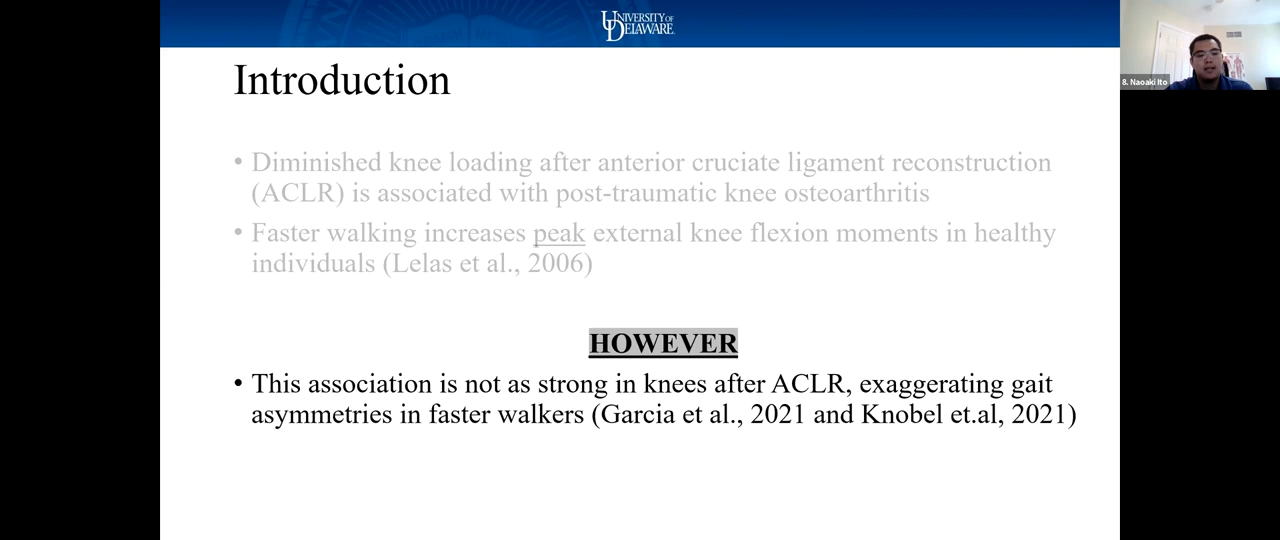 UNIVERSITY OF
DELAWARE
8. Naoaki Ito
Introduction
• Diminished knee loading after anterior cruciate ligament reconstruction
(ACLR) is associated with post-traumatic knee osteoarthritis
• Faster walking increases peak external knee flexion moments in healthy
individuals (Lelas et al., 2006)
HOWEVER
• This association is not as strong in knees after ACLR, exaggerating gait
asymmetries in faster walkers (Garcia et al., 2021 and Knobel et.al, 2021)